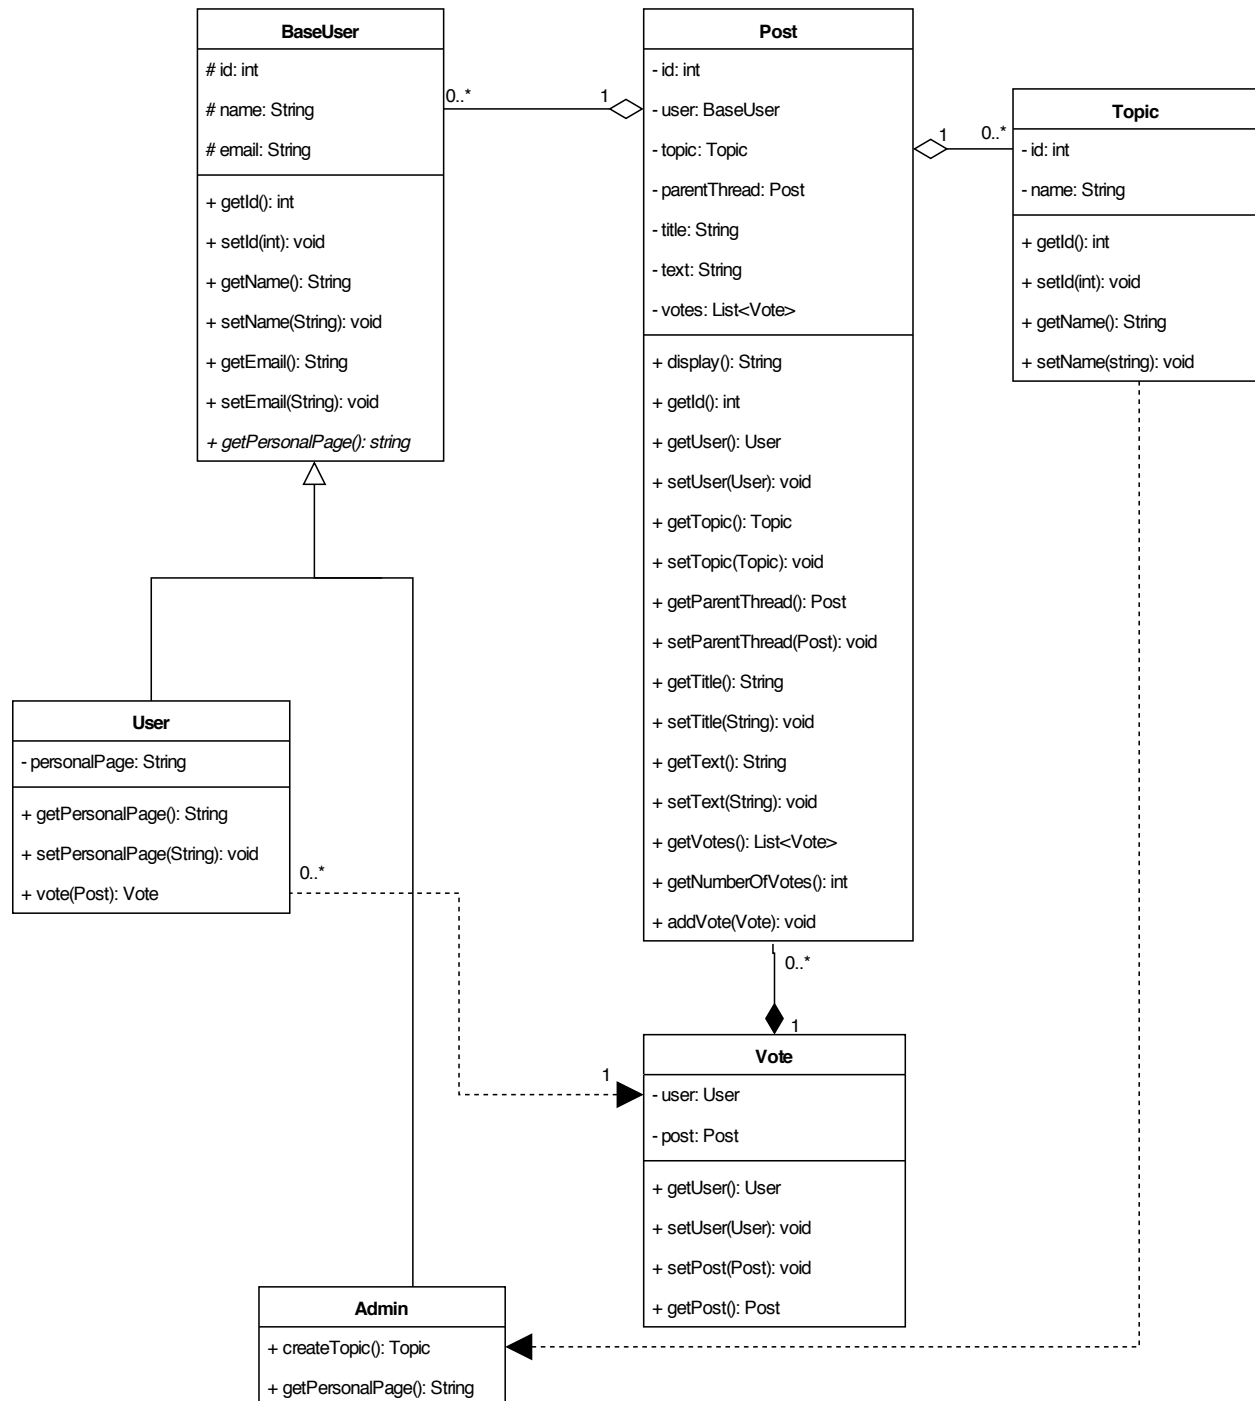 BaseUser
# id: int
# name: String
# email: String
+ getId(): int
+ setId(int): void
+ getName(): String
+ setName(String): void
+ getEmail(): String
+ setEmail(String): void
+ getPersonalPage(): string
0..*
1
Post
- id: int
- user: BaseUser
- topic: Topic
- parentThread: Post
- title: String
- text: String
- votes: List<Vote>
+ display(): String
+ getId(): int
+ getUser(): User
+ setUser(User): void
+ getTopic(): Topic
+ setTopic(Topic): void
+ getParentThread(): Post
+ setParentThread(Post): void
+ getTitle(): String
+ setTitle(String): void
+ getText(): String
+ setText(String): void
+ getVotes(): List<Vote>
+ getNumberOfVotes(): int
+ addVote(Vote): void
1
0..*
Topic
- id: int
- name: String
+ getId(): int
+ setId(int): void
+ getName(): String
+ setName(string): void
User
- personalPage: String
+ getPersonalPage(): String
+ setPersonalPage(String): void
+ vote(Post): Vote
0..*
1
0..*
1
Vote
- user: User
- post: Post
+ getUser(): User
+ setUser(User): void
+ setPost(Post): void
+ getPost(): Post
Admin
+ createTopic(): Topic
+ getPersonalPage(): String